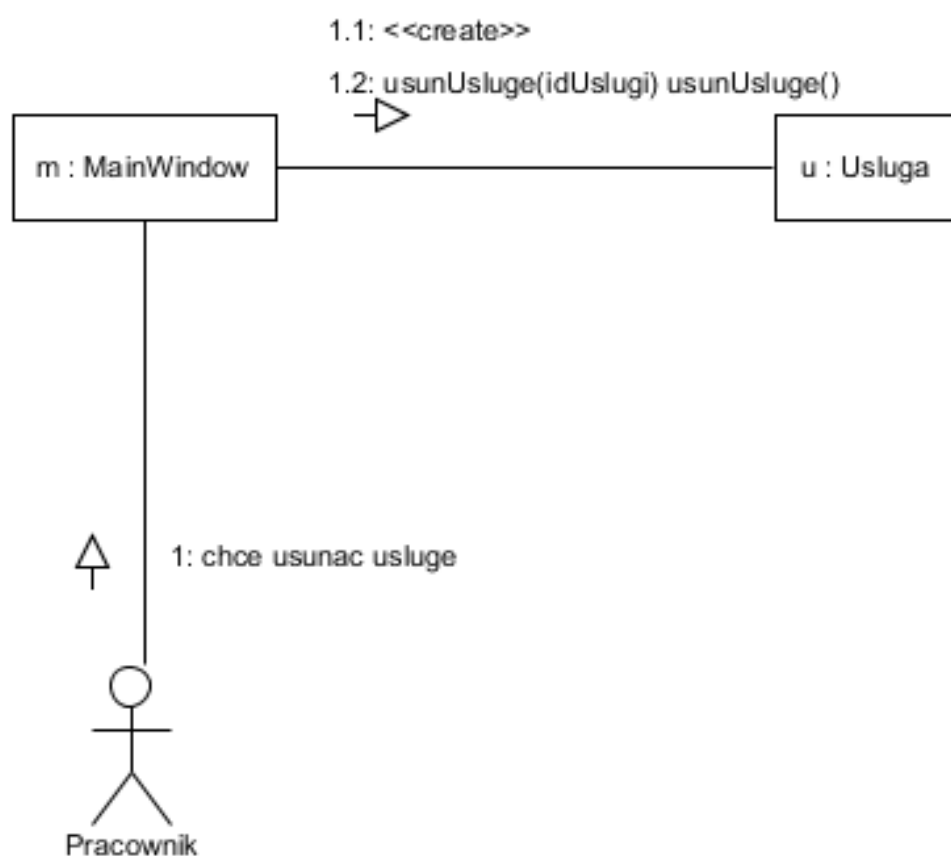 1.1: <<create>>
1.2: usunUsluge(idUslugi) usunUsluge()
m : MainWindow
u : Usluga
1: chce usunac usluge
Pracownik